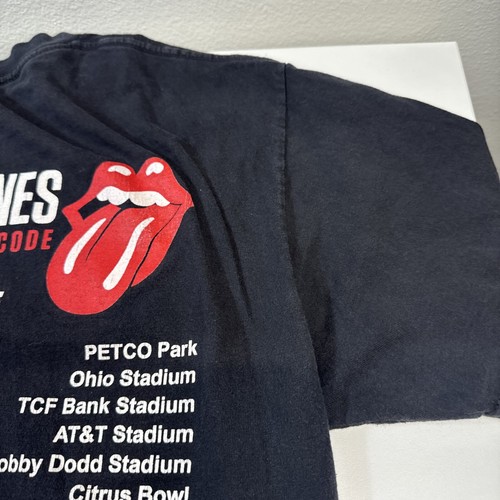 NES
CODE
PETCO Park
Ohio Stadium
TCF Bank Stadium
AT&T Stadium
obby Dodd Stadium
Citrus Bowl